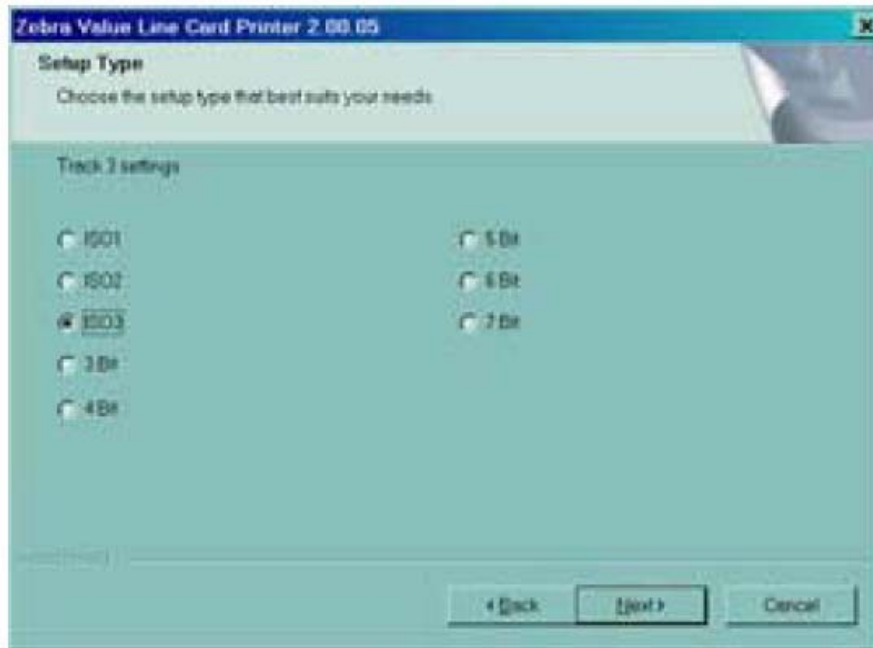 Zebra Value Line Card Printer 2.00.05
Setup Type
Choose the setup type that best suits your needs
Track 3 settings
ISO1
ISO2
ISO3
3 Bit
4 Bit
5 Bit
6 Bit
7 Bit
< Back
Next >
Cancel